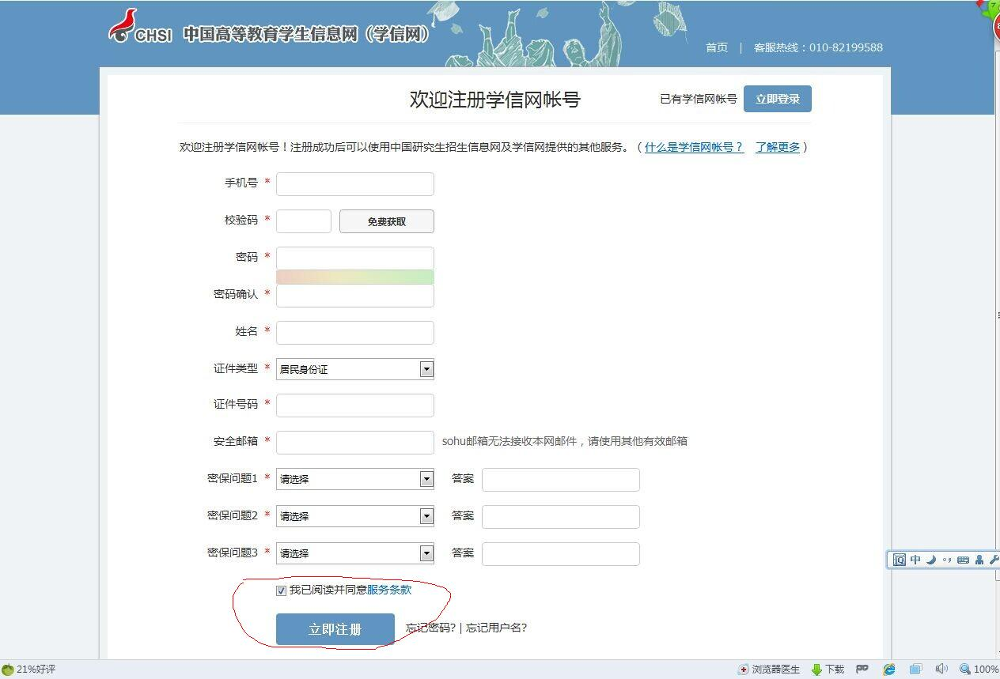 CHSI 中国高等教育学生信息网（学信网）
首页 | 客服热线：010-82199588
欢迎注册学信网帐号
已有学信网帐号 立即登录
欢迎注册学信网帐号！注册成功后可以使用中国研究生招生信息网及学信网提供的其他服务。（什么是学信网帐号？ 了解更多）
手机号 *
校验码 * 免费获取
密码 *
密码确认 *
姓名 *
证件类型 * 居民身份证
证件号码 *
安全邮箱 * sohu邮箱无法接收本网邮件，请使用其他有效邮箱
密保问题1 * 请选择 答案
密保问题2 * 请选择 答案
密保问题3 * 请选择 答案
中
我已阅读并同意服务条款
立即注册 忘记密码? | 忘记用户名?
21%好评 浏览器医生 下载 100%